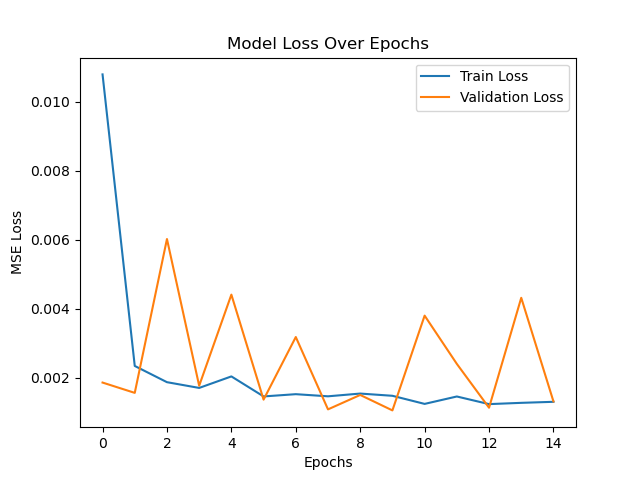 Model Loss Over Epochs
Train Loss
Validation Loss
0.010
0.008
0.006
0.004
0.002
MSE Loss
0 2 4 6 8 10 12 14
Epochs